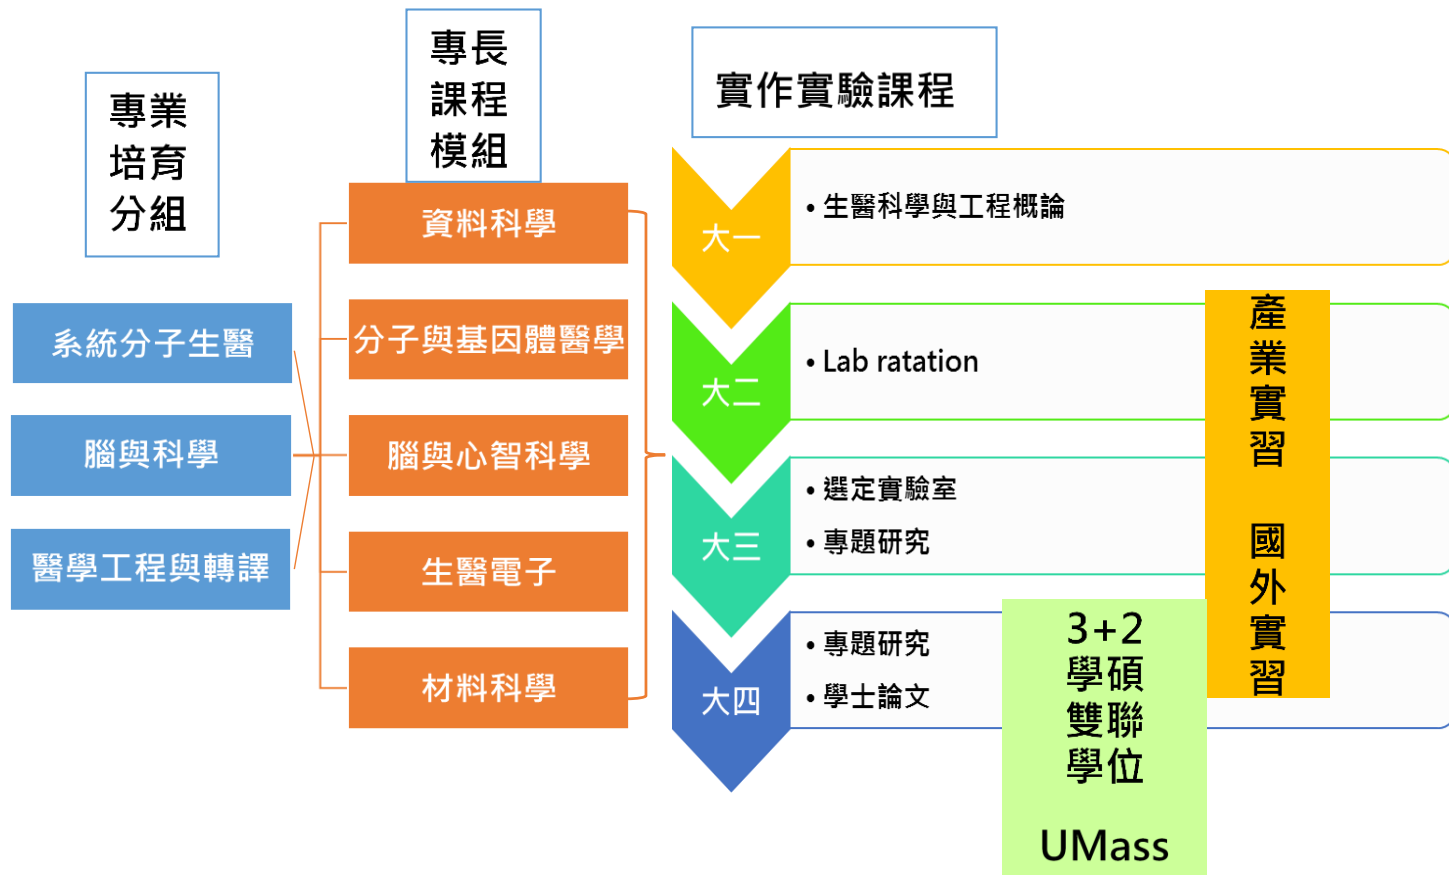 專業
培育
分組
系統分子生醫
腦與科學
醫學工程與轉譯
專長
課程
模組
資料科學
分子與基因體醫學
腦與心智科學
生醫電子
材料科學
實作實驗課程
大一
• 生醫科學與工程概論
大二
• Lab ratation
大三
• 選定實驗室
• 專題研究
大四
• 專題研究
• 學士論文
產業實習 國外實習
3+2
學碩
雙聯
學位
UMass